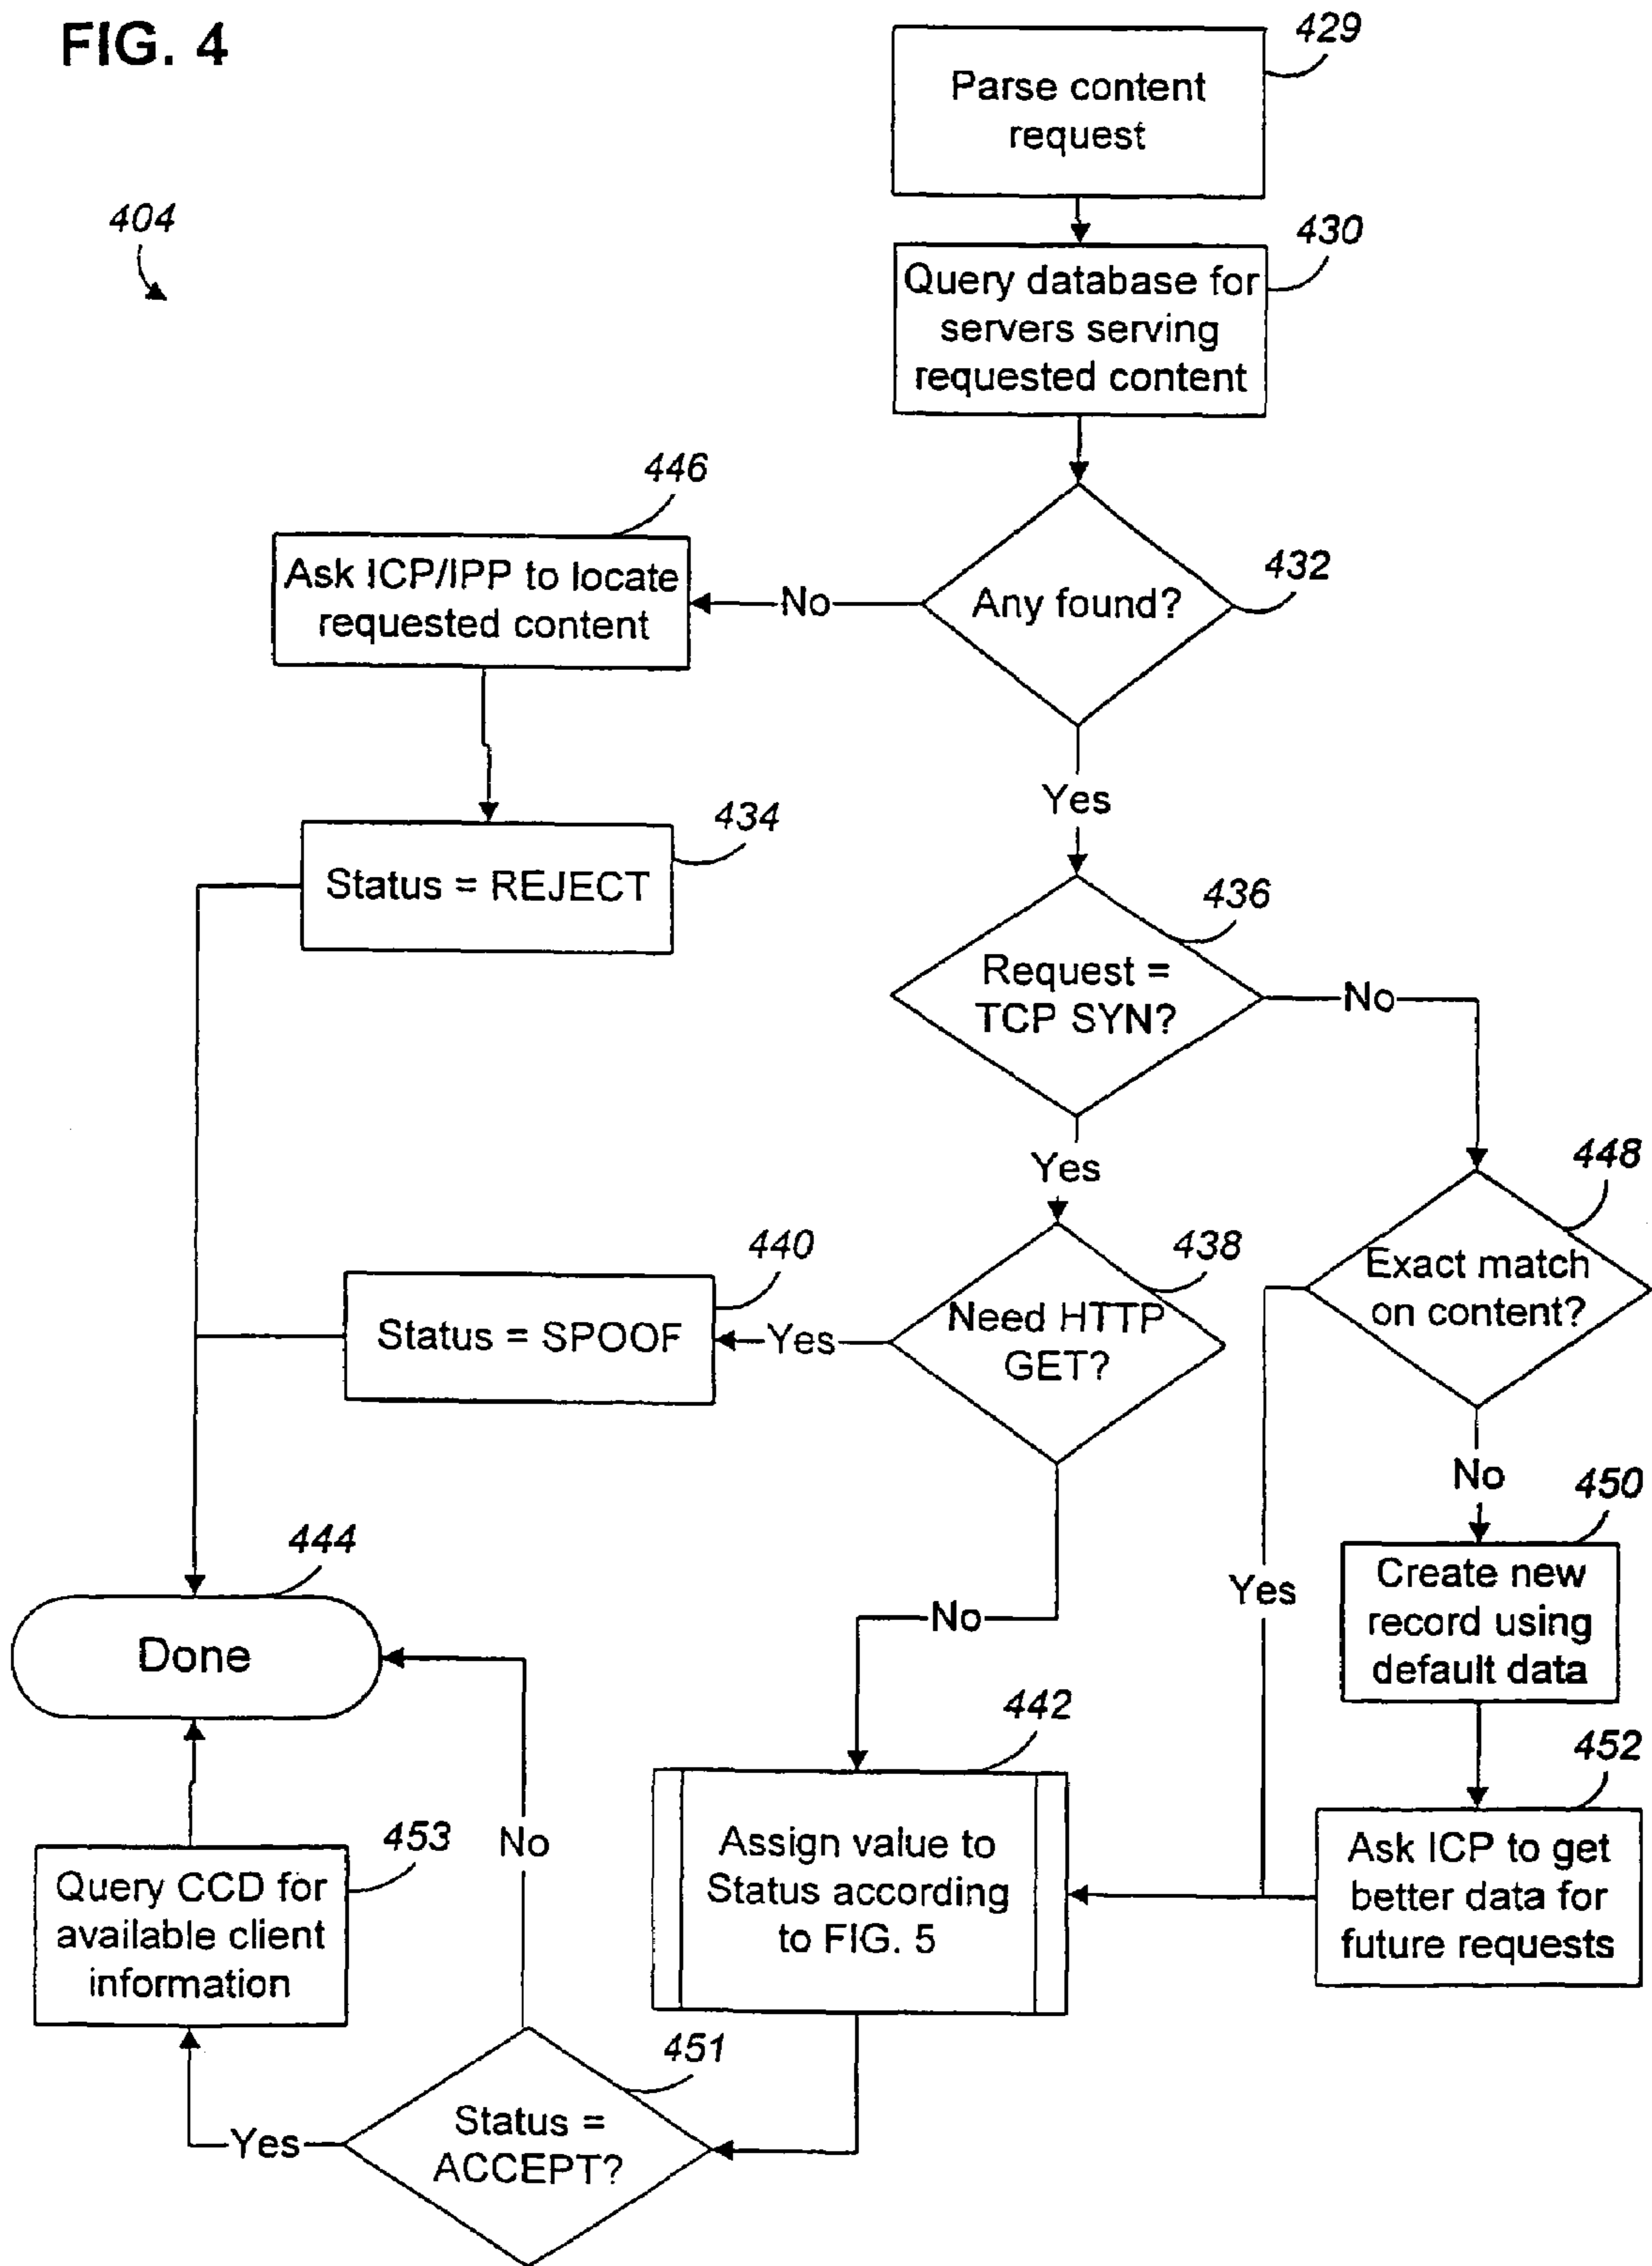 FIG. 4
429
Parse content
request
404
430
Query database for
servers serving
requested content
446
Ask ICP/IPP to locate
requested content
No
Any found?
432
Yes
434
Status = REJECT
436
Request =
TCP SYN?
No
Yes
448
Exact match
on content?
440
Status = SPOOF
Yes
438
Need HTTP
GET?
No
450
Create new
record using
default data
Yes
444
Done
No
442
Assign value to
Status according
to FIG. 5
452
Ask ICP to get
better data for
future requests
453
Query CCD for
available client
information
No
451
Status =
ACCEPT?
Yes